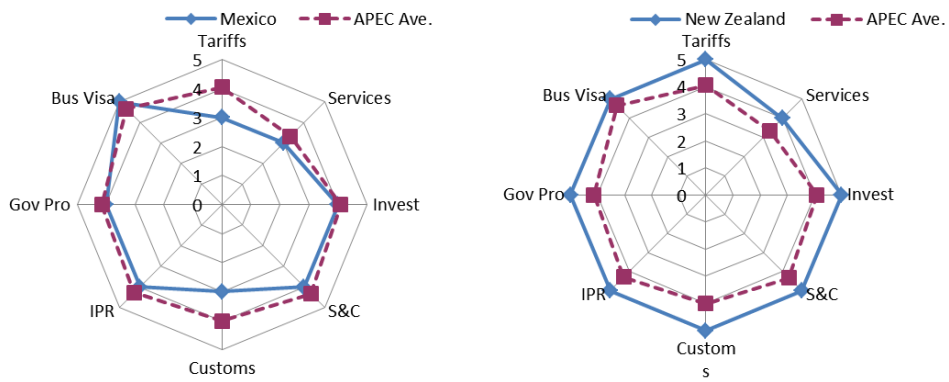 Mexico APEC Ave.
Tariffs
5
4
3
2
1
0
Services
Invest
S&C
Customs
IPR
Gov Pro
Bus Visa
New Zealand APEC Ave.
Tariffs
5
4
3
2
1
0
Services
Invest
S&C
Custom
s
IPR
Gov Pro
Bus Visa